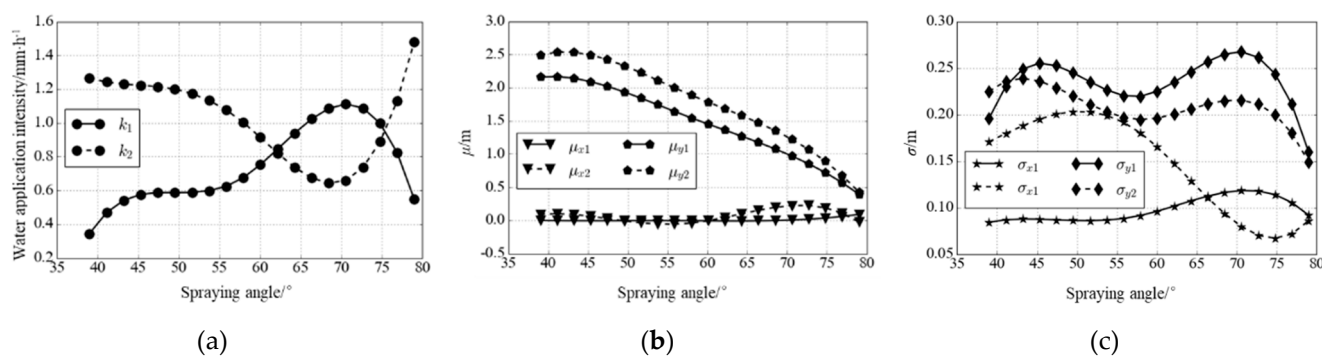 Water application intensity/mm·h⁻¹
1.6
1.4
1.2
1.0
0.8
0.6
0.4
0.2
k₁
k₂
35 40 45 50 55 60 65 70 75 80
Spraying angle/°
(a)
μ/m
3.0
2.5
2.0
1.5
1.0
0.5
0.0
-0.5
μx1 μy1
μx2 μy2
35 40 45 50 55 60 65 70 75 80
Spraying angle/°
(b)
σ/m
0.30
0.25
0.20
0.15
0.10
0.05
σx1 σy1
σx1 σy2
35 40 45 50 55 60 65 70 75 80
Spraying angle/°
(c)